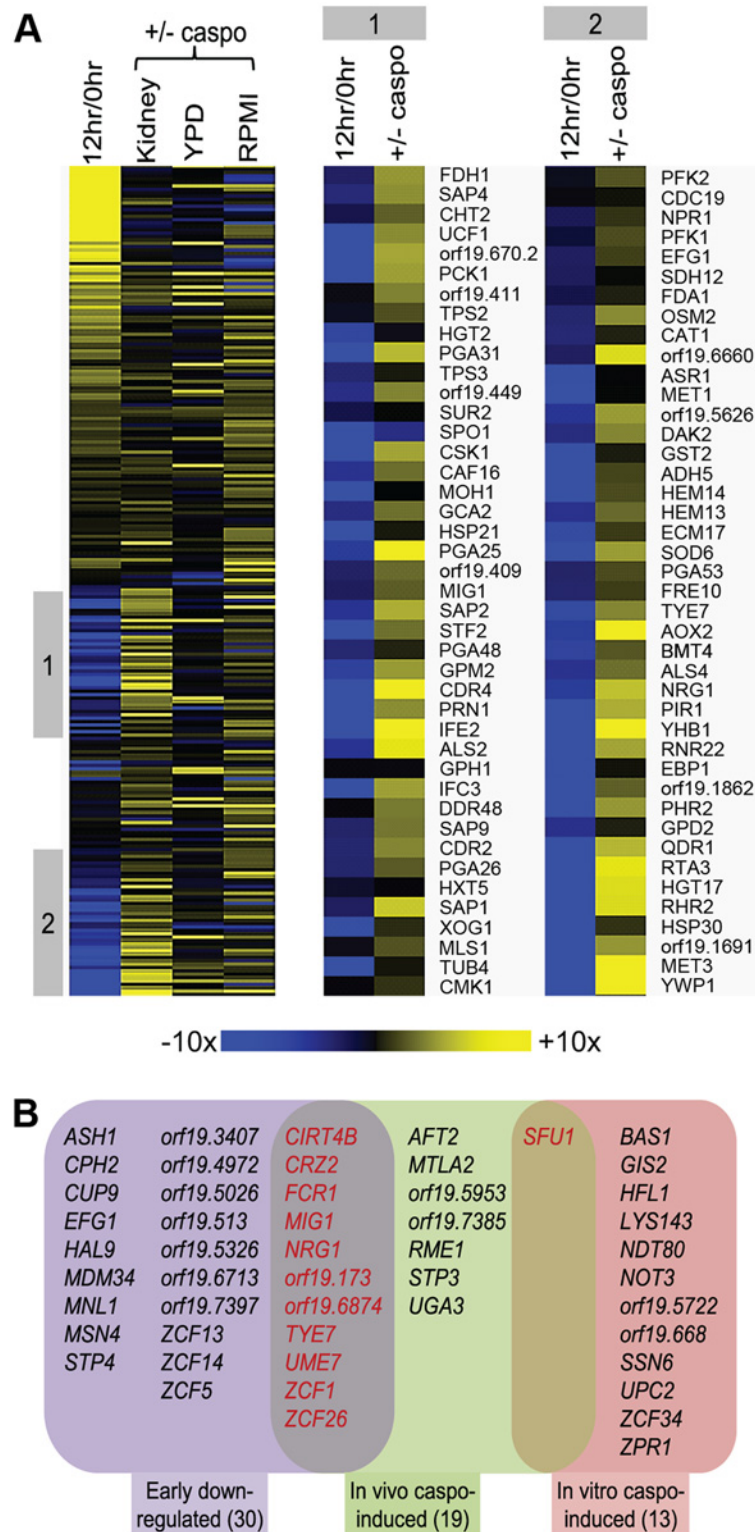 A
+/- caspo
12hr/0hr
Kidney
YPD
RPMI
1
2
1
12hr/0hr
+/- caspo
FDH1
SAP4
CHT2
UCF1
orf19.670.2
PCK1
orf19.411
TPS2
HGT2
PGA31
TPS3
orf19.449
SUR2
SPO1
CSK1
CAF16
MOH1
GCA2
HSP21
PGA25
orf19.409
MIG1
SAP2
STF2
PGA48
GPM2
CDR4
PRN1
IFE2
ALS2
GPH1
IFC3
DDR48
SAP9
CDR2
PGA26
HXT5
SAP1
XOG1
MLS1
TUB4
CMK1
2
12hr/0hr
+/- caspo
PFK2
CDC19
NPR1
PFK1
EFG1
SDH12
FDA1
OSM2
CAT1
orf19.6660
ASR1
MET1
orf19.5626
DAK2
GST2
ADH5
HEM14
HEM13
ECM17
SOD6
PGA53
FRE10
TYE7
AOX2
BMT4
ALS4
NRG1
PIR1
YHB1
RNR22
EBP1
orf19.1862
PHR2
GPD2
QDR1
RTA3
HGT17
RHR2
HSP30
orf19.1691
MET3
YWP1
-10x
+10x
B
ASH1
CPH2
CUP9
EFG1
HAL9
MDM34
MNL1
MSN4
STP4
orf19.3407
orf19.4972
orf19.5026
orf19.513
orf19.5326
orf19.6713
orf19.7397
ZCF13
ZCF14
ZCF5
CIRT4B
CRZ2
FCR1
MIG1
NRG1
orf19.173
orf19.6874
TYE7
UME7
ZCF1
ZCF26
AFT2
MTLA2
orf19.5953
orf19.7385
RME1
STP3
UGA3
SFU1
BAS1
GIS2
HFL1
LYS143
NDT80
NOT3
orf19.5722
orf19.668
SSN6
UPC2
ZCF34
ZPR1
Early down-
regulated (30)
In vivo caspo-
induced (19)
In vitro caspo-
induced (13)